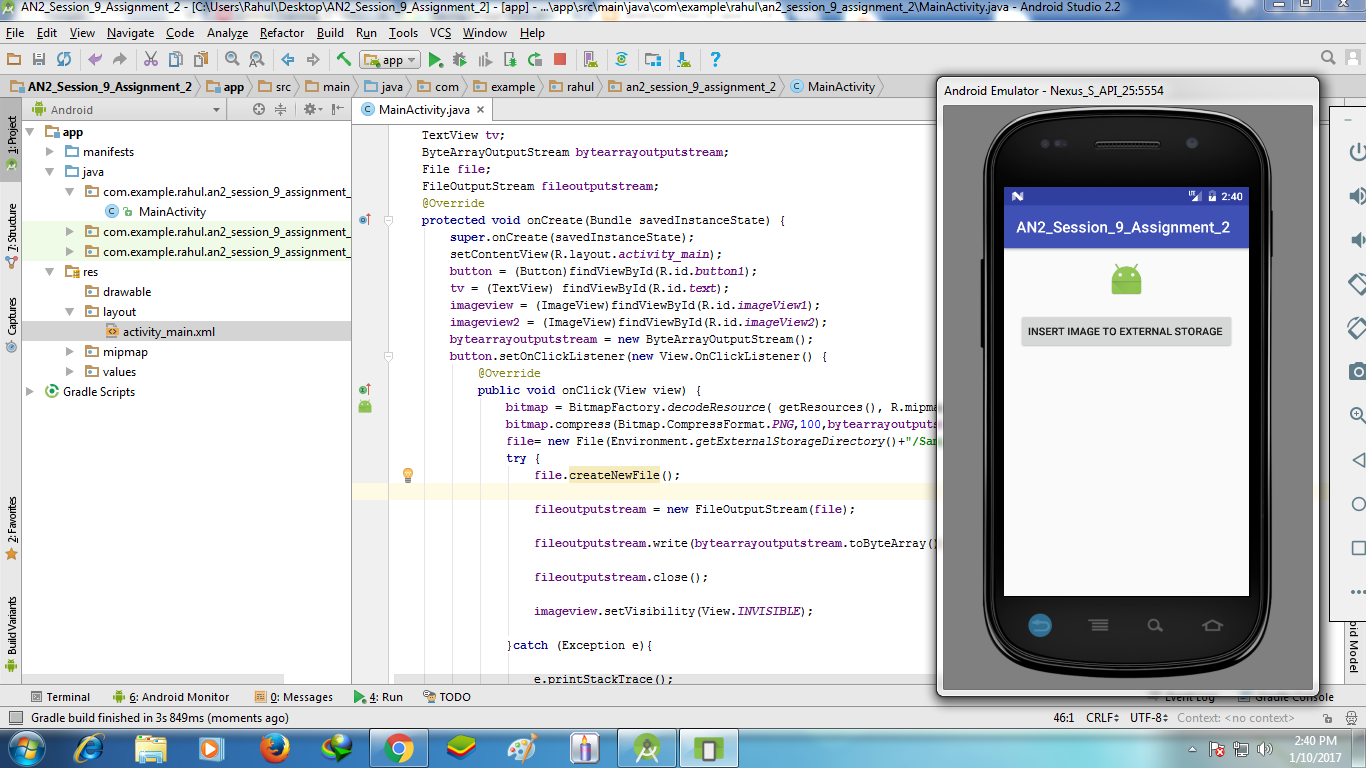 AN2_Session_9_Assignment_2 - [C:\Users\Rahul\Desktop\AN2_Session_9_Assignment_2] - [app] - ...\app\src\main\java\com\example\rahul\an2_session_9_assignment_2\MainActivity.java - Android Studio 2.2
File Edit View Navigate Code Analyze Refactor Build Run Tools VCS Window Help
app
AN2_Session_9_Assignment_2 app src main java com example rahul an2_session_9_assignment_2 MainActivity
Android
MainActivity.java
1: Project
7: Structure
Captures
2: Favorites
Build Variants
app
manifests
java
com.example.rahul.an2_session_9_assignment_
MainActivity
com.example.rahul.an2_session_9_assignment_
com.example.rahul.an2_session_9_assignment_
res
drawable
layout
activity_main.xml
mipmap
values
Gradle Scripts
TextView tv;
ByteArrayOutputStream bytearrayoutputstream;
File file;
FileOutputStream fileoutputstream;
@Override
protected void onCreate(Bundle savedInstanceState) {
super.onCreate(savedInstanceState);
setContentView(R.layout.activity_main);
button = (Button)findViewById(R.id.button1);
tv = (TextView) findViewById(R.id.text);
imageview = (ImageView)findViewById(R.id.imageView1);
imageview2 = (ImageView)findViewById(R.id.imageView2);
bytearrayoutputstream = new ByteArrayOutputStream();
button.setOnClickListener(new View.OnClickListener() {
@Override
public void onClick(View view) {
bitmap = BitmapFactory.decodeResource( getResources(), R.mipma
bitmap.compress(Bitmap.CompressFormat.PNG,100,bytearrayoutputs
file= new File(Environment.getExternalStorageDirectory()+"/Sam
try {
file.createNewFile();
fileoutputstream = new FileOutputStream(file);
fileoutputstream.write(bytearrayoutputstream.toByteArray()
fileoutputstream.close();
imageview.setVisibility(View.INVISIBLE);
}catch (Exception e){
e.printStackTrace();
Android Emulator - Nexus_S_API_25:5554
2:40
AN2_Session_9_Assignment_2
INSERT IMAGE TO EXTERNAL STORAGE
oid Model
Terminal 6: Android Monitor 0: Messages 4: Run TODO Event Log Gradle Console
Gradle build finished in 3s 849ms (moments ago) 46:1 CRLF UTF-8 Context: <no context>
2:40 PM
1/10/2017